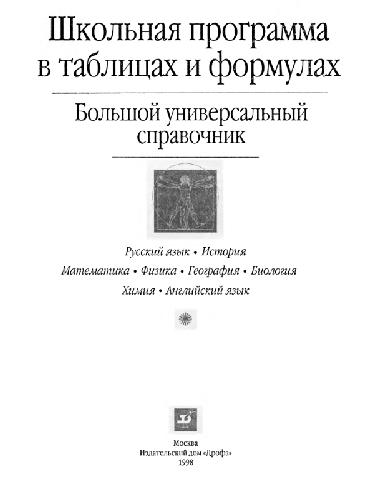 Школьная программа
в таблицах и формулах
Большой универсальный
справочник
Русский язык • История
Математика • Физика • География • Биология
Химия • Английский язык
Москва
Издательский дом «Дрофа»
1998